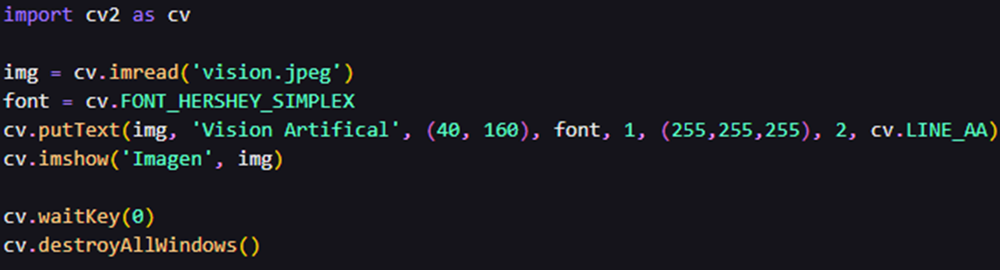 import cv2 as cv
img = cv.imread('vision.jpeg')
font = cv.FONT_HERSHEY_SIMPLEX
cv.putText(img, 'Vision Artifical', (40, 160), font, 1, (255,255,255), 2, cv.LINE_AA)
cv.imshow('Imagen', img)
cv.waitKey(0)
cv.destroyAllWindows()